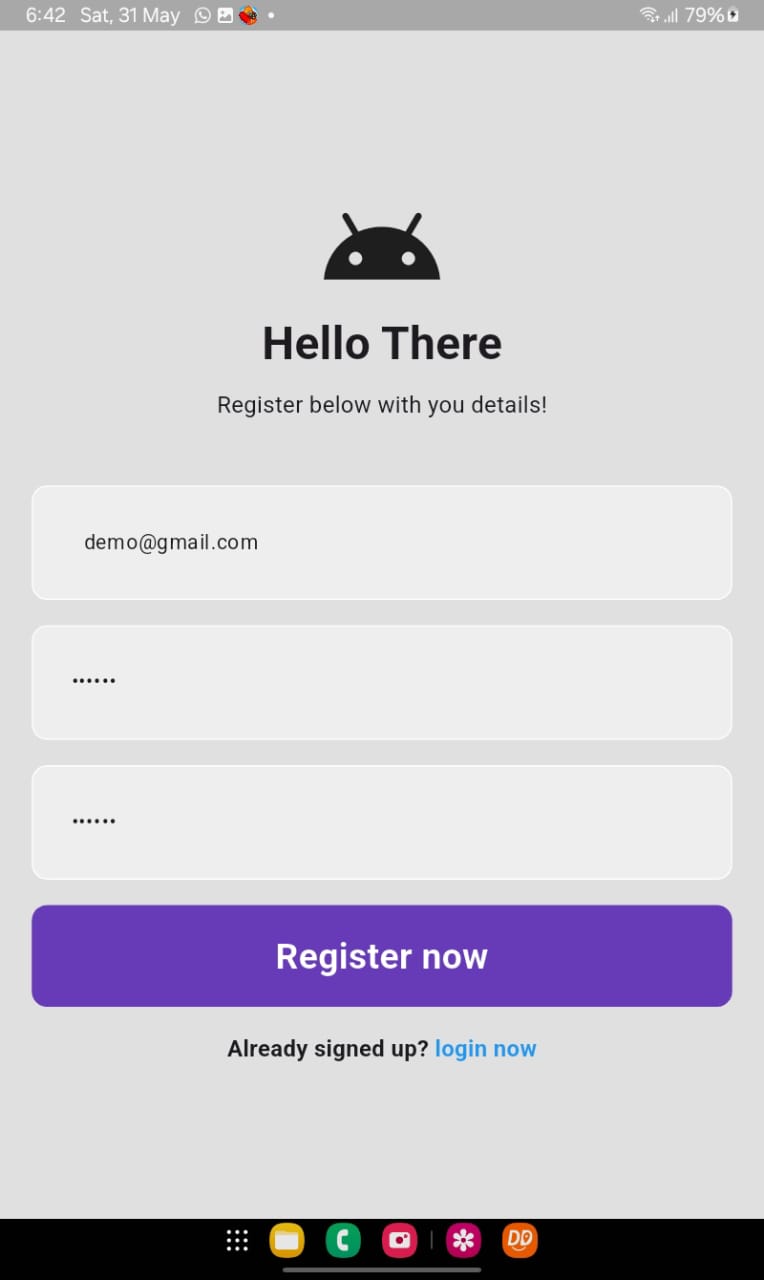 6:42 Sat, 31 May 79%
Hello There
Register below with you details!
demo@gmail.com
••••••
••••••
Register now
Already signed up? login now
DD